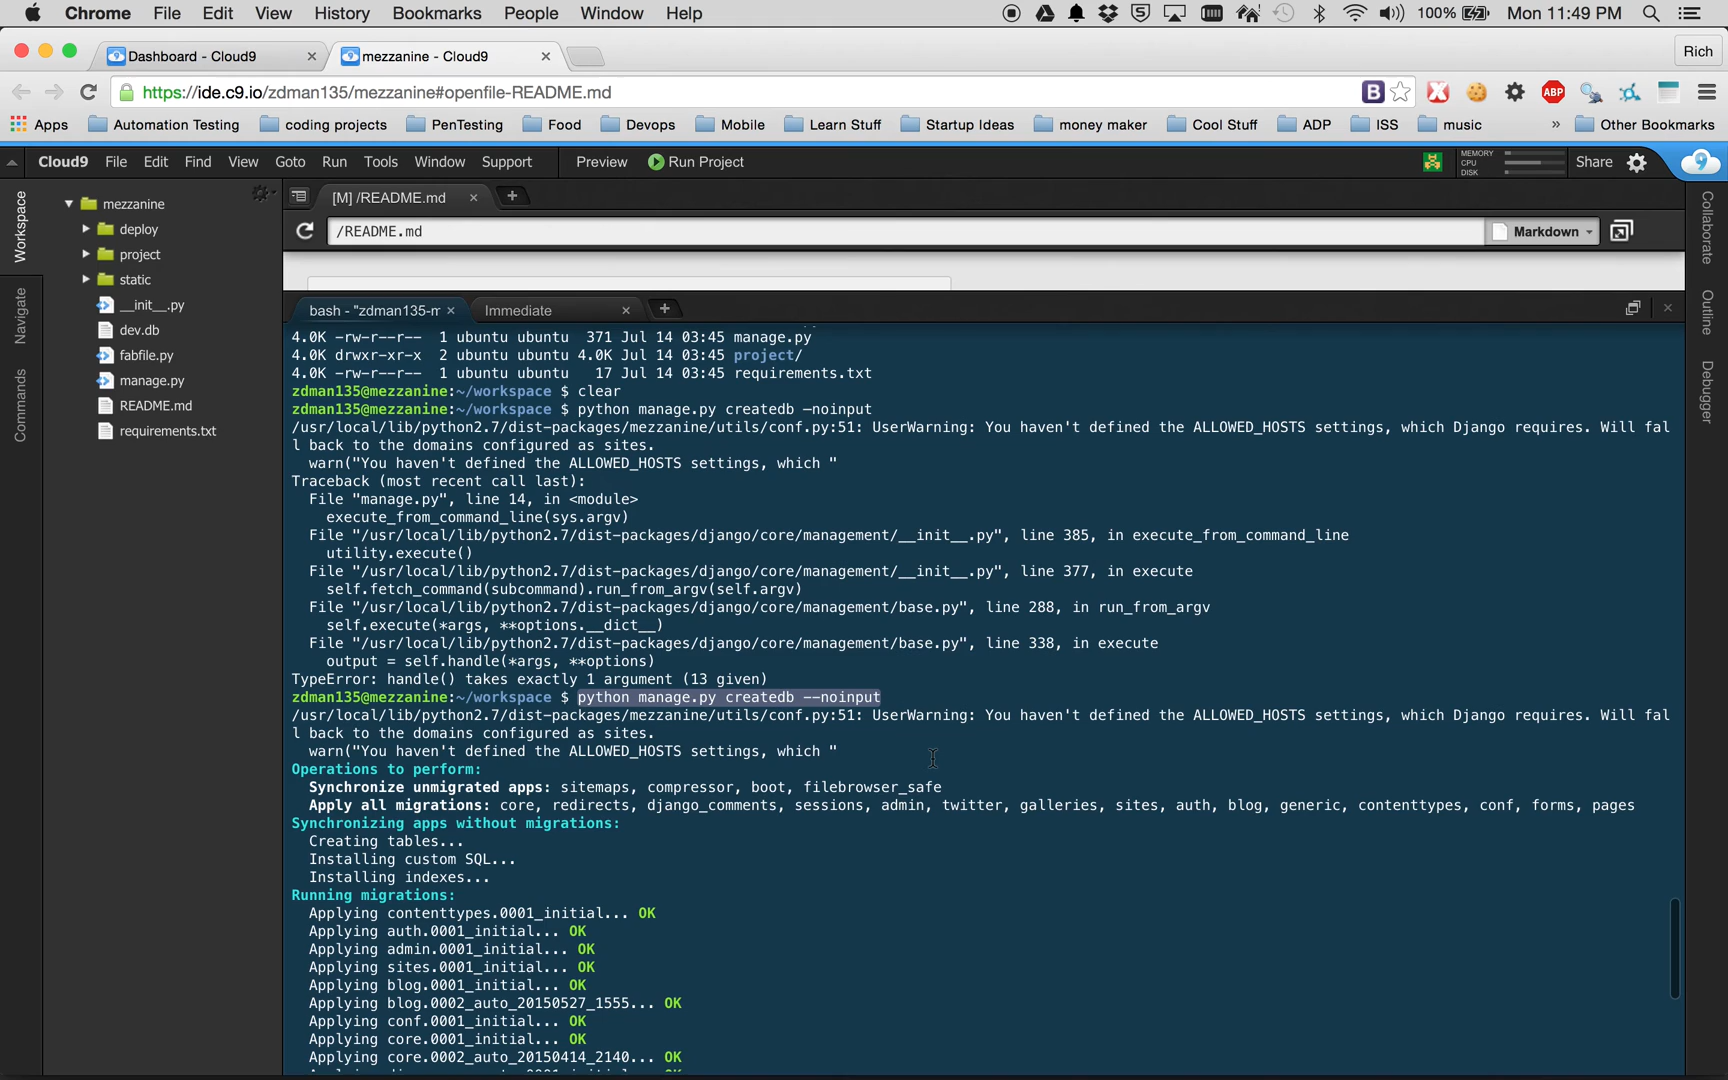 Chrome File Edit View History Bookmarks People Window Help 100% Mon 11:49 PM
Dashboard - Cloud9 mezzanine - Cloud9 Rich
https://ide.c9.io/zdman135/mezzanine#openfile-README.md B ABP
Apps Automation Testing coding projects PenTesting Food Devops Mobile Learn Stuff Startup Ideas money maker Cool Stuff ADP ISS music » Other Bookmarks
Cloud9 File Edit Find View Goto Run Tools Window Support Preview Run Project MEMORY CPU DISK Share
Workspace
Navigate
Commands
mezzanine
deploy
project
static
__init__.py
dev.db
fabfile.py
manage.py
README.md
requirements.txt
[M] /README.md
/README.md Markdown
bash - "zdman135-m Immediate
4.0K -rw-r--r-- 1 ubuntu ubuntu 371 Jul 14 03:45 manage.py
4.0K drwxr-xr-x 2 ubuntu ubuntu 4.0K Jul 14 03:45 project/
4.0K -rw-r--r-- 1 ubuntu ubuntu 17 Jul 14 03:45 requirements.txt
zdman135@mezzanine:~/workspace $ clear
zdman135@mezzanine:~/workspace $ python manage.py createdb —noinput
/usr/local/lib/python2.7/dist-packages/mezzanine/utils/conf.py:51: UserWarning: You haven't defined the ALLOWED_HOSTS settings, which Django requires. Will fal
l back to the domains configured as sites.
warn("You haven't defined the ALLOWED_HOSTS settings, which "
Traceback (most recent call last):
File "manage.py", line 14, in <module>
execute_from_command_line(sys.argv)
File "/usr/local/lib/python2.7/dist-packages/django/core/management/__init__.py", line 385, in execute_from_command_line
utility.execute()
File "/usr/local/lib/python2.7/dist-packages/django/core/management/__init__.py", line 377, in execute
self.fetch_command(subcommand).run_from_argv(self.argv)
File "/usr/local/lib/python2.7/dist-packages/django/core/management/base.py", line 288, in run_from_argv
self.execute(*args, **options.__dict__)
File "/usr/local/lib/python2.7/dist-packages/django/core/management/base.py", line 338, in execute
output = self.handle(*args, **options)
TypeError: handle() takes exactly 1 argument (13 given)
zdman135@mezzanine:~/workspace $ python manage.py createdb --noinput
/usr/local/lib/python2.7/dist-packages/mezzanine/utils/conf.py:51: UserWarning: You haven't defined the ALLOWED_HOSTS settings, which Django requires. Will fal
l back to the domains configured as sites.
warn("You haven't defined the ALLOWED_HOSTS settings, which "
Operations to perform:
Synchronize unmigrated apps: sitemaps, compressor, boot, filebrowser_safe
Apply all migrations: core, redirects, django_comments, sessions, admin, twitter, galleries, sites, auth, blog, generic, contenttypes, conf, forms, pages
Synchronizing apps without migrations:
Creating tables...
Installing custom SQL...
Installing indexes...
Running migrations:
Applying contenttypes.0001_initial... OK
Applying auth.0001_initial... OK
Applying admin.0001_initial... OK
Applying sites.0001_initial... OK
Applying blog.0001_initial... OK
Applying blog.0002_auto_20150527_1555... OK
Applying conf.0001_initial... OK
Applying core.0001_initial... OK
Applying core.0002_auto_20150414_2140... OK
Collaborate
Outline
Debugger